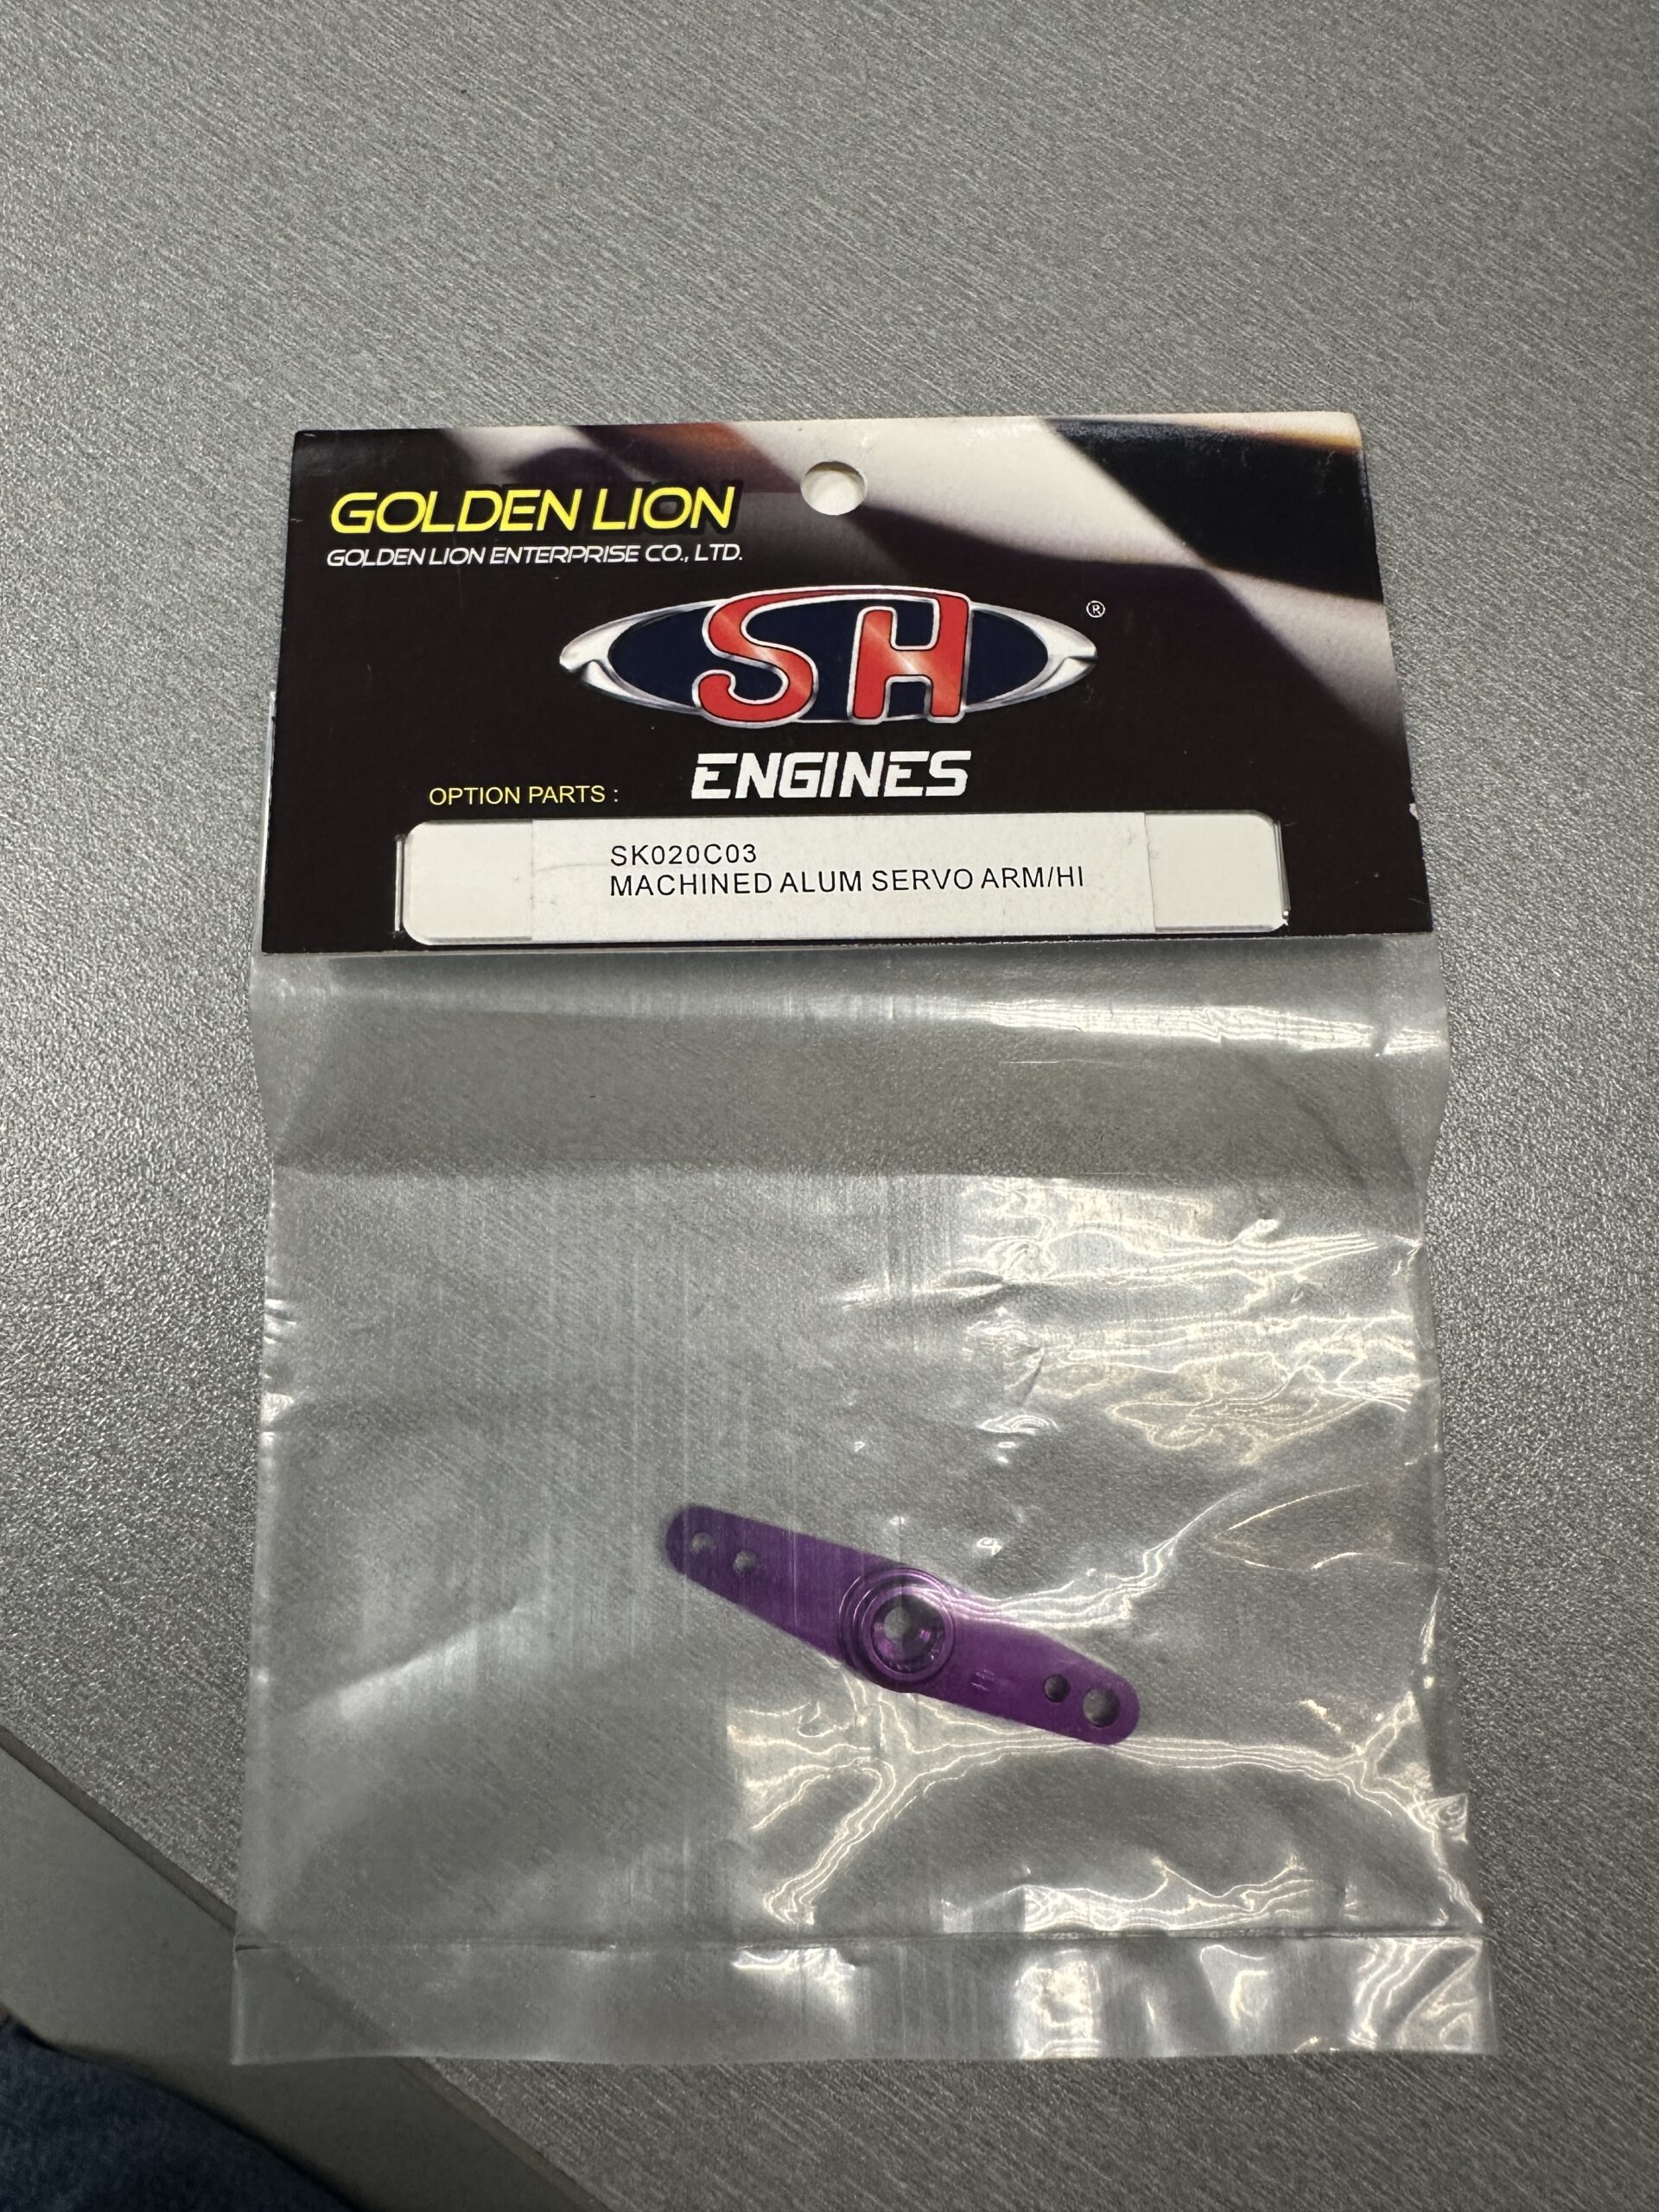 GOLDEN LION
GOLDEN LION ENTERPRISE CO., LTD.
SH ®
ENGINES
OPTION PARTS :
SK020C03
MACHINED ALUM SERVO ARM/HI